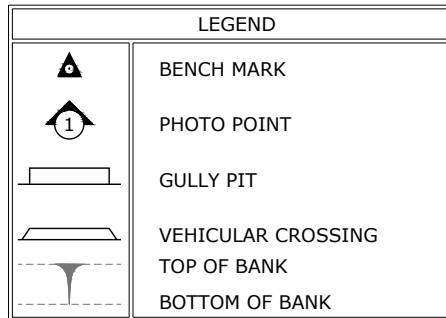 LEGEND
BENCH MARK
1 PHOTO POINT
GULLY PIT
VEHICULAR CROSSING
TOP OF BANK
BOTTOM OF BANK